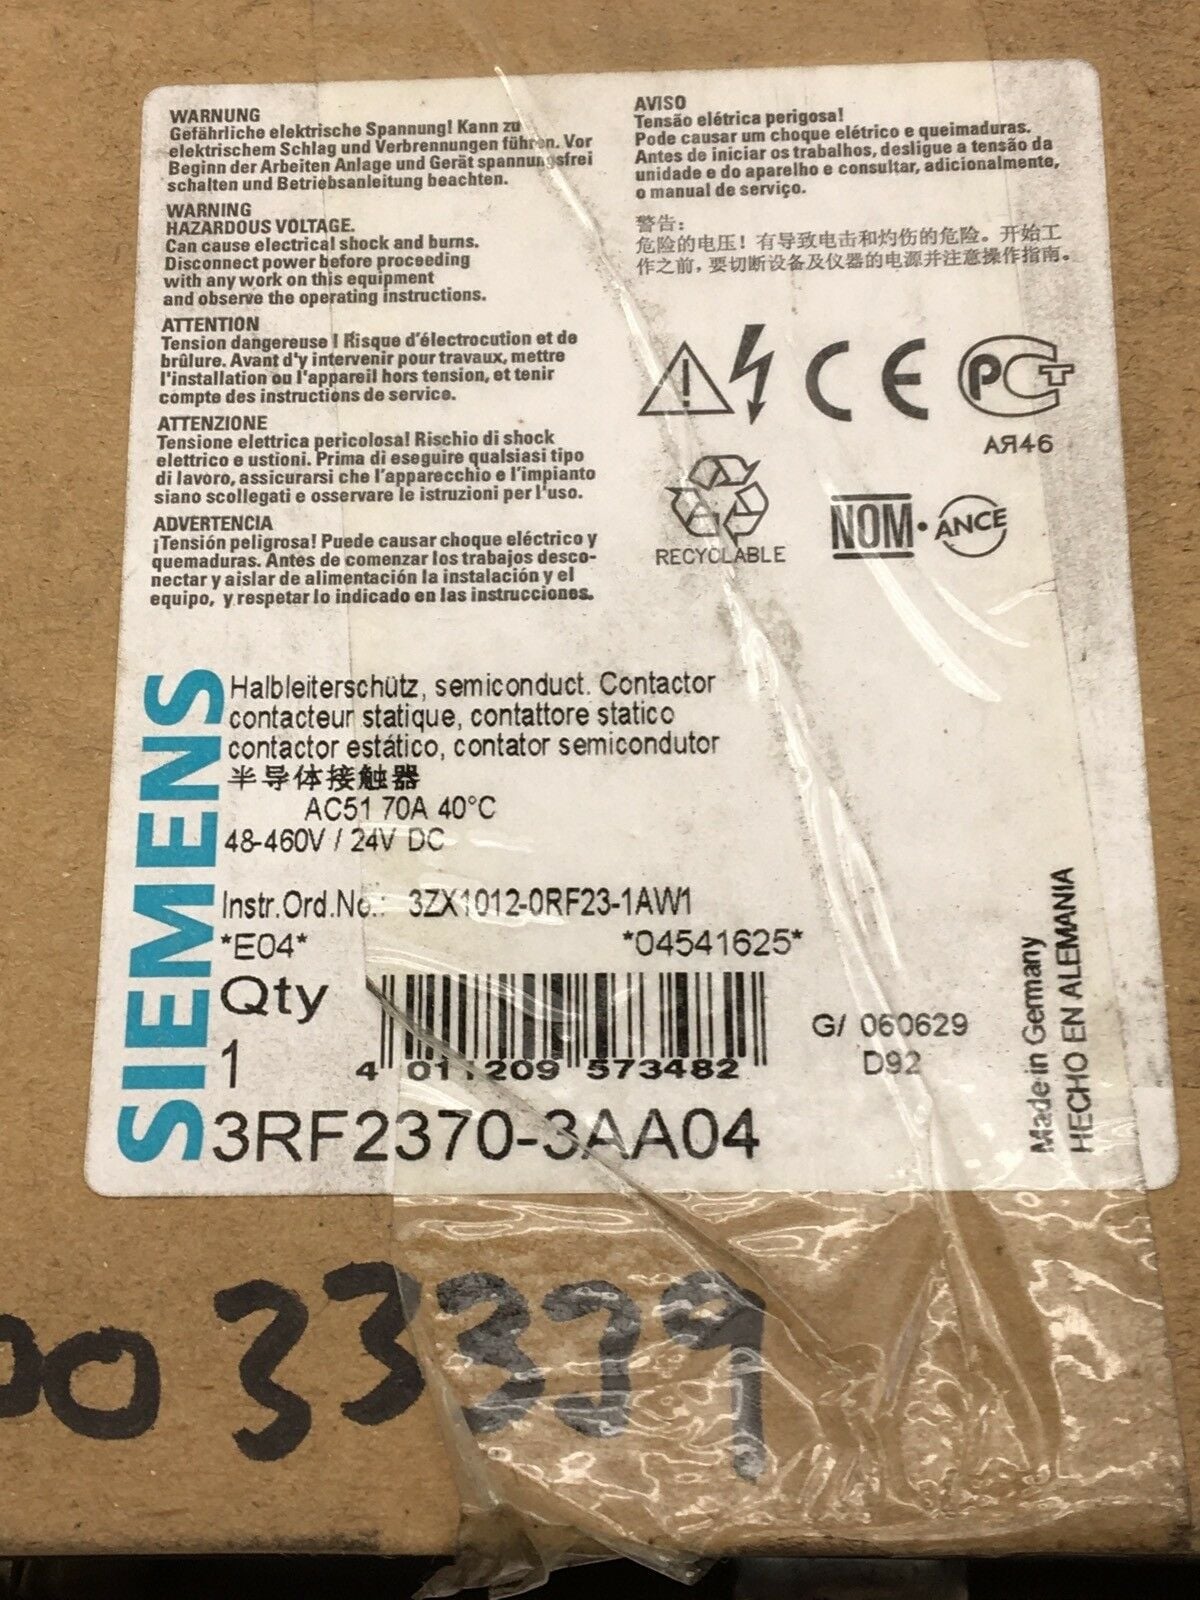 WARNUNG
Gefährliche elektrische Spannung! Kann zu
elektrischem Schlag und Verbrennungen führen. Vor
Beginn der Arbeiten Anlage und Gerät spannungsfrei
schalten und Betriebsanleitung beachten.
WARNING
HAZARDOUS VOLTAGE.
Can cause electrical shock and burns.
Disconnect power before proceeding
with any work on this equipment
and observe the operating instructions.
ATTENTION
Tension dangereuse ! Risque d'électrocution et de
brûlure. Avant d'y intervenir pour travaux, mettre
l'installation ou l'appareil hors tension, et tenir
compte des instructions de service.
ATTENZIONE
Tensione elettrica pericolosa! Rischio di shock
elettrico e ustioni. Prima di eseguire qualsiasi tipo
di lavoro, assicurarsi che l'apparecchio e l'impianto
siano scollegati e osservare le istruzioni per l'uso.
ADVERTENCIA
¡Tensión peligrosa! Puede causar choque eléctrico y
quemaduras. Antes de comenzar los trabajos desco-
nectar y aislar de alimentación la instalación y el
equipo, y respetar lo indicado en las instrucciones.
AVISO
Tensão elétrica perigosa!
Pode causar um choque elétrico e queimaduras.
Antes de iniciar os trabalhos, desligue a tensão da
unidade e do aparelho e consultar, adicionalmente,
o manual de serviço.
警告：
危险的电压！有导致电击和灼伤的危险。开始工
作之前，要切断设备及仪器的电源并注意操作指南。
CE
РСТ
АЯ46
RECYCLABLE
NOM·ANCE
SIEMENS
Halbleiterschütz, semiconduct. Contactor
contacteur statique, contattore statico
contactor estático, contator semicondutor
半导体接触器
AC51 70A 40°C
48-460V / 24V DC
Instr.Ord.No.: 3ZX1012-0RF23-1AW1
*E04* *04541625*
Qty
1
4 011209 573482
G/ 060629
D92
3RF2370-3AA04
Made in Germany
HECHO EN ALEMANIA